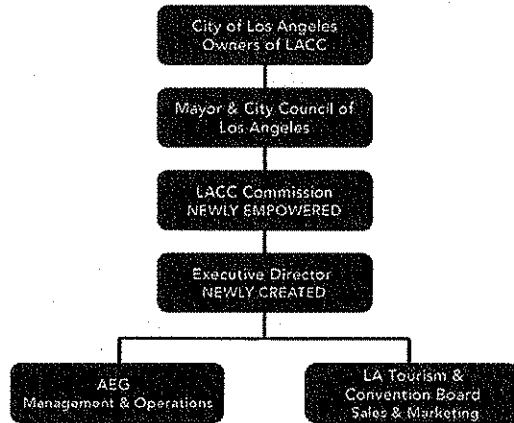 City of Los Angeles
Owners of LACC
Mayor & City Council of
Los Angeles
LACC Commission
NEWLY EMPOWERED
Executive Director
NEWLY CREATED
AEG
Management & Operations
LA Tourism &
Convention Board
Sales & Marketing